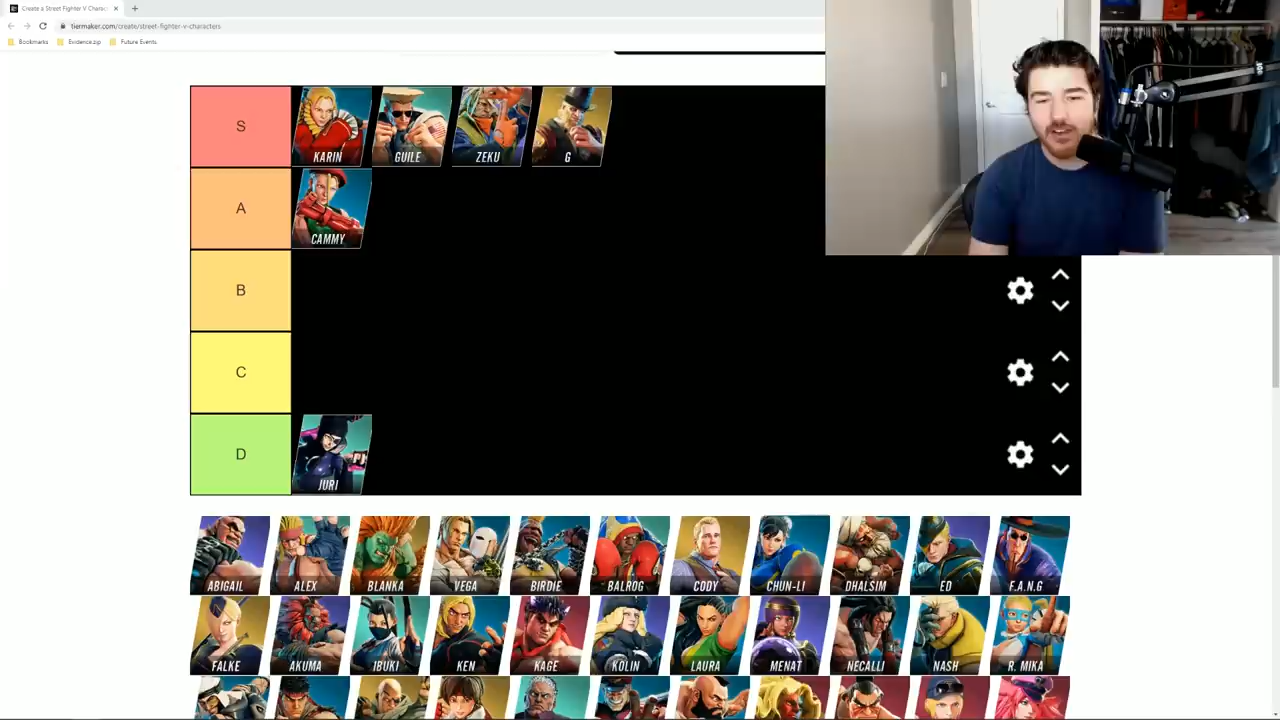 Create a Street Fighter V Charac
tiermaker.com/create/street-fighter-v-characters
Bookmarks Evidence.zip Future Events
S KARIN GUILE ZEKU G
A CAMMY
B
C
D JURI
ABIGAIL ALEX BLANKA VEGA BIRDIE BALROG CODY CHUN-LI DHALSIM ED F.A.N.G
FALKE AKUMA IBUKI KEN KAGE KOLIN LAURA MENAT NECALLI NASH R. MIKA